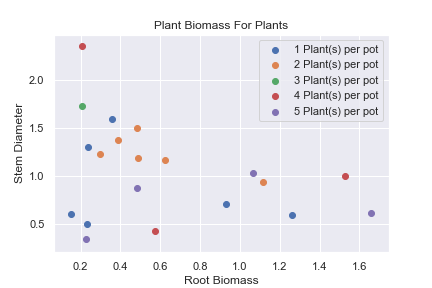 Plant Biomass For Plants
1 Plant(s) per pot
2 Plant(s) per pot
3 Plant(s) per pot
4 Plant(s) per pot
5 Plant(s) per pot
Stem Diameter
2.0
1.5
1.0
0.5
0.2 0.4 0.6 0.8 1.0 1.2 1.4 1.6
Root Biomass